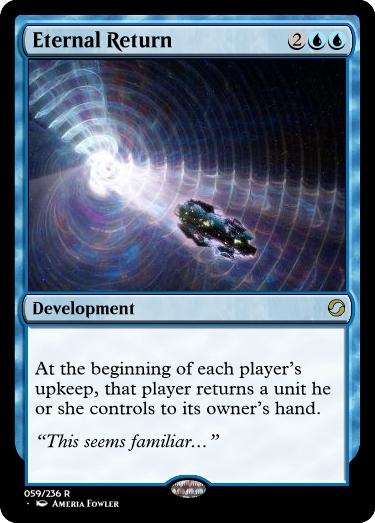 Eternal Return 2
Development
At the beginning of each player's
upkeep, that player returns a unit he
or she controls to its owner's hand.
“This seems familiar…”
059/236 R
· Ameria Fowler